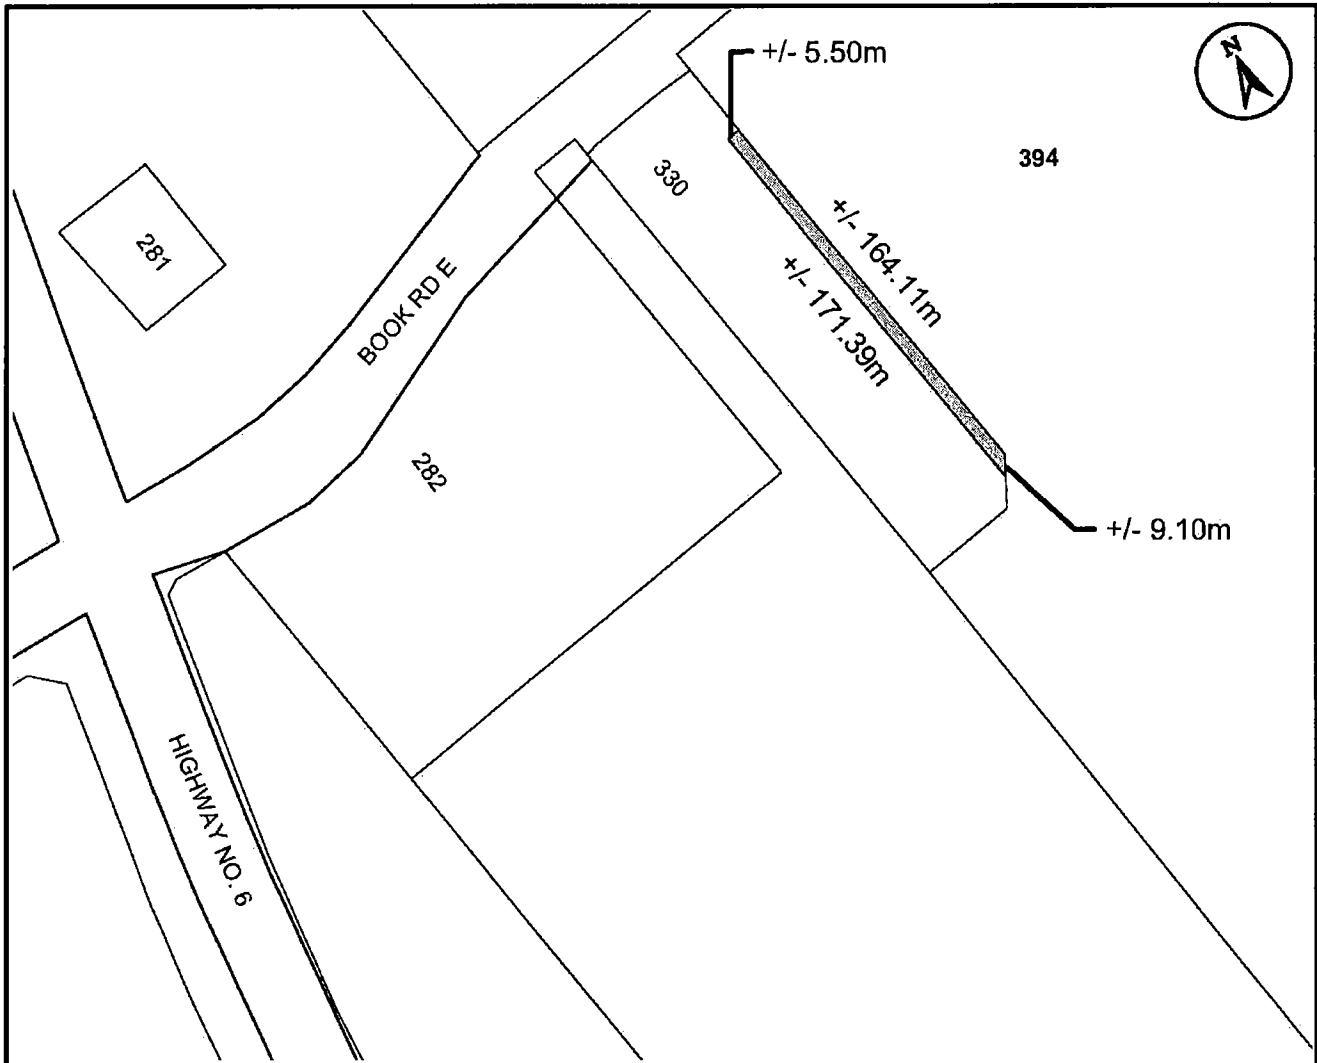 +/- 5.50m
N
394
330
+/- 164.11m
281
+/- 171.39m
BOOK RD E
282
+/- 9.10m
HIGHWAY NO. 6